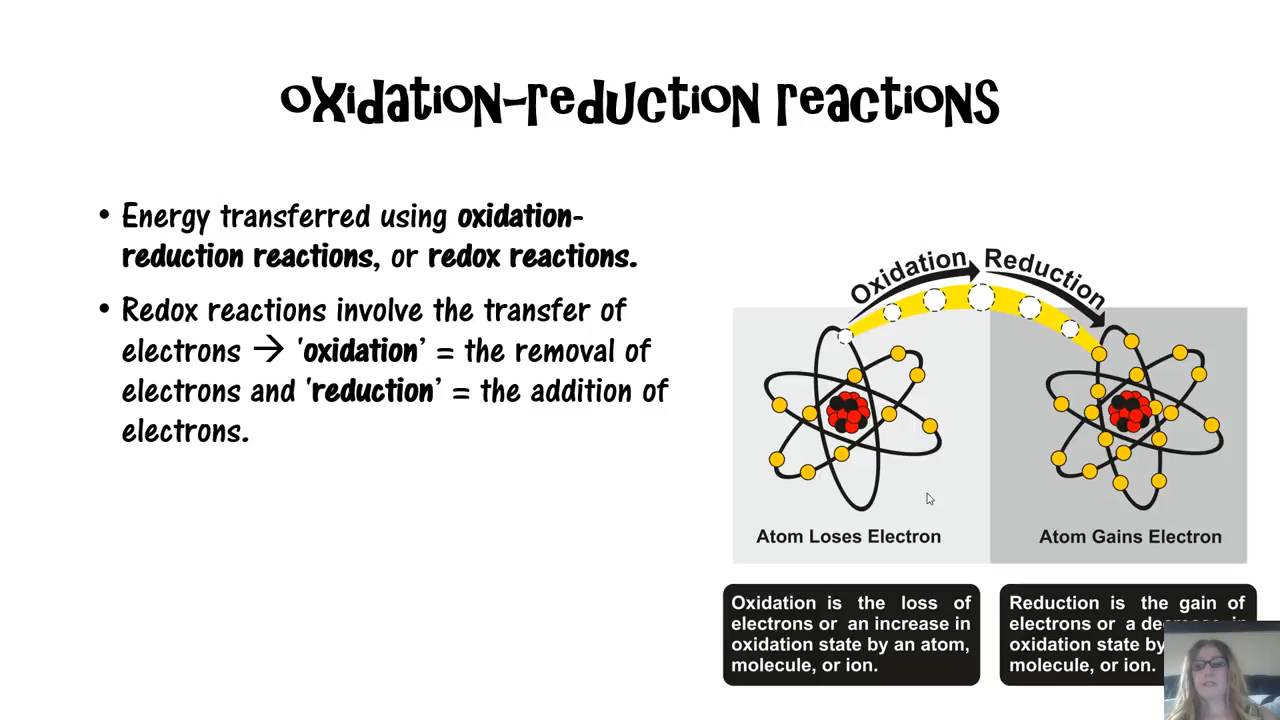 oxidation-reduction reactions
• Energy transferred using oxidation-
reduction reactions, or redox reactions.
• Redox reactions involve the transfer of
electrons → ‘oxidation’ = the removal of
electrons and ‘reduction’ = the addition of
electrons.
Oxidation
Reduction
Atom Loses Electron
Atom Gains Electron
Oxidation is the loss of
electrons or an increase in
oxidation state by an atom,
molecule, or ion.
Reduction is the gain of
electrons or a decrease in
oxidation state by
molecule, or ion.